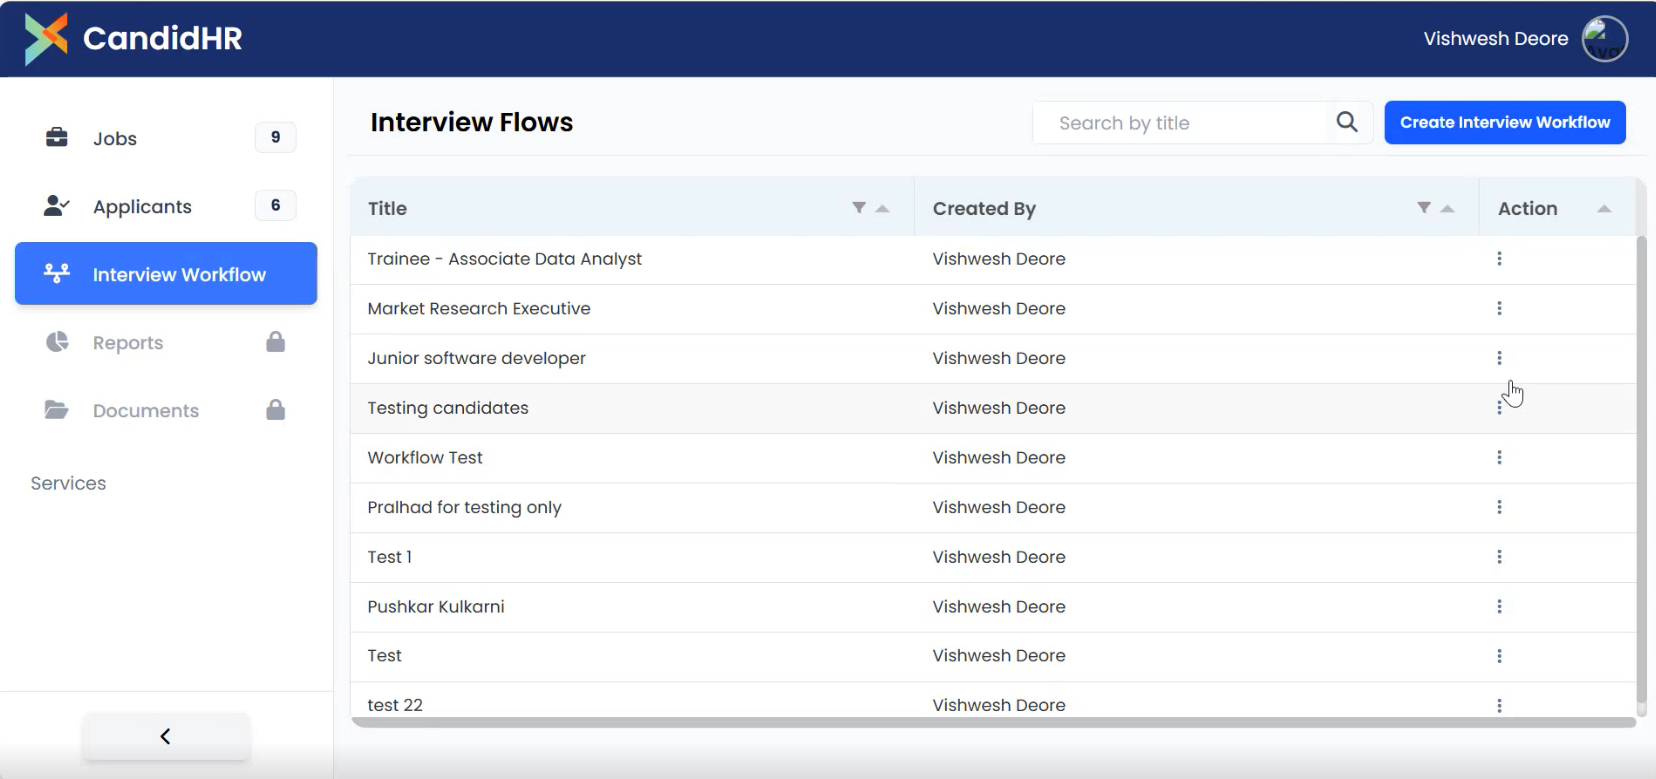 CandidHR
Vishwesh Deore
Jobs 9
Applicants 6
Interview Workflow
Reports
Documents
Services
Interview Flows
Search by title
Create Interview Workflow
Title Created By Action
Trainee - Associate Data Analyst Vishwesh Deore
Market Research Executive Vishwesh Deore
Junior software developer Vishwesh Deore
Testing candidates Vishwesh Deore
Workflow Test Vishwesh Deore
Pralhad for testing only Vishwesh Deore
Test 1 Vishwesh Deore
Pushkar Kulkarni Vishwesh Deore
Test Vishwesh Deore
test 22 Vishwesh Deore